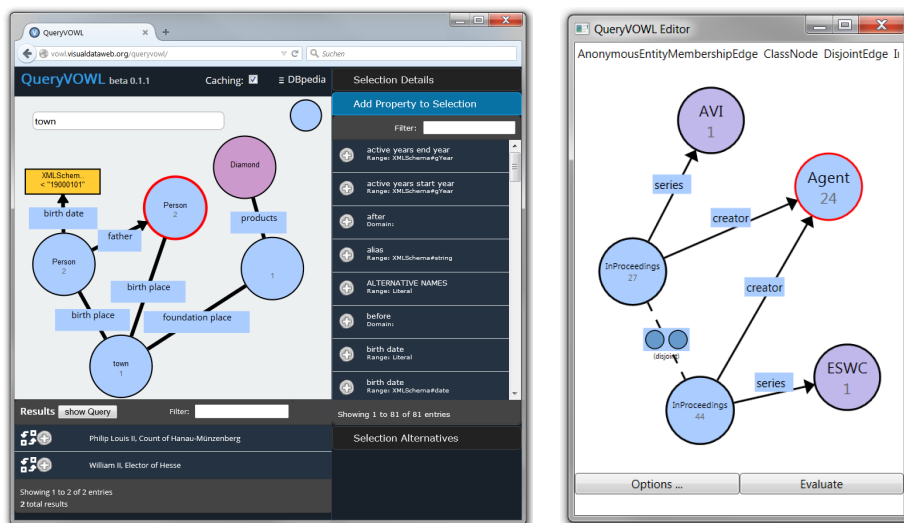 QueryVOWL
vowl.visualdataweb.org/queryvowl/
Suchen
QueryVOWL beta 0.1.1
Caching:
≡ DBpedia
town
XMLSchem..
< "19000101"
birth date
Person
2
father
Person
2
Diamond
products
1
birth place
birth place
foundation place
town
1
Selection Details
Add Property to Selection
Filter:
active years end year
Range: XMLSchema#gYear
active years start year
Range: XMLSchema#gYear
after
Domain:
alias
Range: XMLSchema#string
ALTERNATIVE NAMES
Range: Literal
before
Domain:
birth date
Range: Literal
birth date
Range: XMLSchema#date
Showing 1 to 81 of 81 entries
Selection Alternatives
Results show Query Filter:
Philip Louis II, Count of Hanau-Münzenberg
William II, Elector of Hesse
Showing 1 to 2 of 2 entries
2 total results
QueryVOWL Editor
AnonymousEntityMembershipEdge ClassNode DisjointEdge
AVI
1
series
Agent
24
creator
InProceedings
27
creator
(disjoint)
ESWC
1
series
InProceedings
44
Options ...
Evaluate